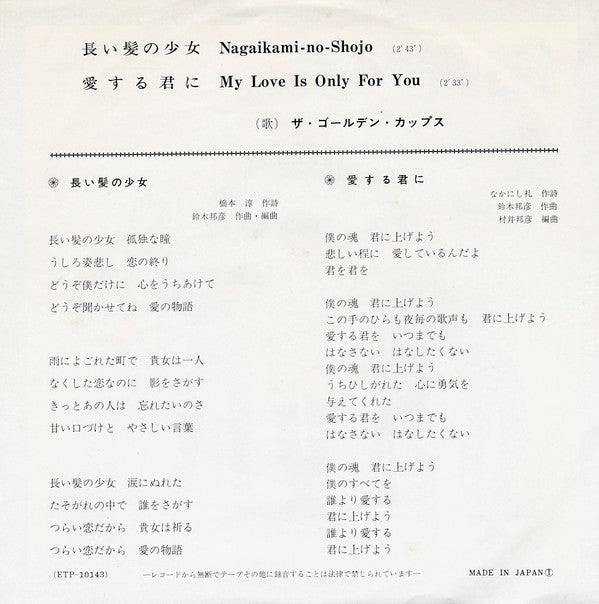 長い髪の少女 Nagaikami-no-Shojo (2′43″)
愛する君に My Love Is Only For You (2′33″)
(歌) ザ・ゴールデン・カップス
長い髪の少女
橋本 淳 作詩
鈴木邦彦 作曲・編曲
長い髪の少女 孤独な瞳
うしろ姿悲し 恋の終り
どうぞ僕だけに 心をうちあけて
どうぞ聞かせてね 愛の物語
雨によごれた町で 貴女は一人
なくした恋なのに 影をさがす
きっとあの人は 忘れたいのさ
甘い口づけと やさしい言葉
長い髪の少女 涙にぬれた
たそがれの中で 誰をさがす
つらい恋だから 貴女は祈る
つらい恋だから 愛の物語
愛する君に
なかにし礼 作詩
鈴木邦彦 作曲
村井邦彦 編曲
僕の魂 君に上げよう
悲しい程に 愛しているんだよ
君を君を
僕の魂 君に上げよう
この手のひらも夜毎の歌声も 君に上げよう
愛する君を いつまでも
はなさない はなしたくない
僕の魂 君に上げよう
うちひしがれた 心に勇気を
与えてくれた
愛する君を いつまでも
はなさない はなしたくない
僕の魂 君に上げよう
僕のすべてを
誰より愛する
君に上げよう
誰より愛する
君に上げよう
(ETP-10143) —レコードから無断でテープその他に録音することは法律で禁じられています— MADE IN JAPAN Ⓘ